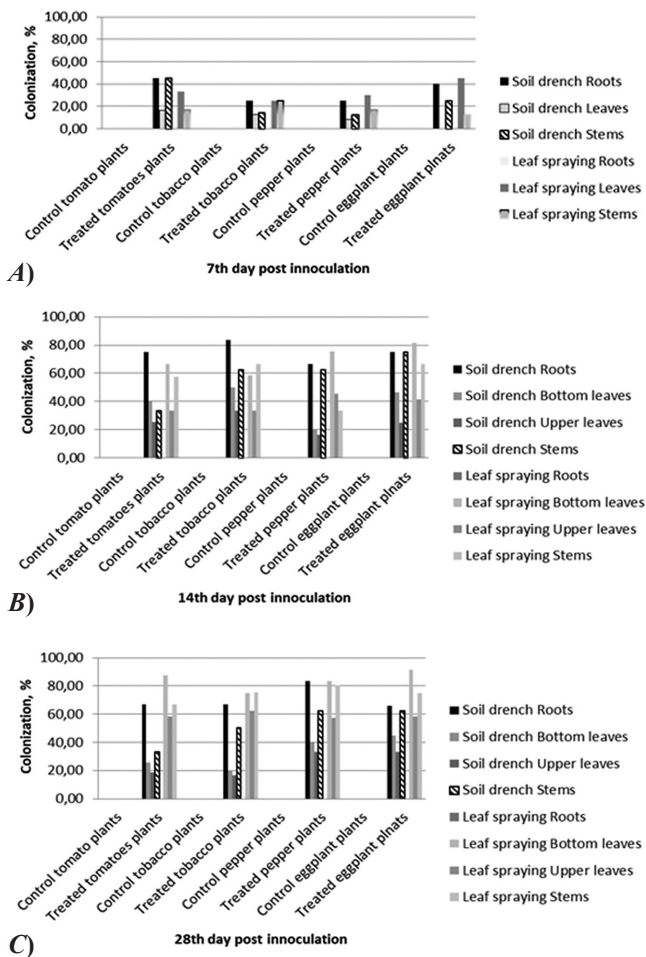 100,00
80,00
60,00
40,00
20,00
0,00
Colonization, %
Control tomato plants
Treated tomatoes plants
Control tobacco plants
Treated tobacco plants
Control pepper plants
Treated pepper plants
Control eggplant plants
Treated eggplant plnats
Soil drench Roots
Soil drench Leaves
Soil drench Stems
Leaf spraying Roots
Leaf spraying Leaves
Leaf spraying Stems
7th day post innoculation
A)
100,00
80,00
60,00
40,00
20,00
0,00
Colonization, %
Control tomato plants
Treated tomatoes plants
Control tobacco plants
Treated tobacco plants
Control pepper plants
Treated pepper plants
Control eggplant plants
Treated eggplant plnats
Soil drench Roots
Soil drench Bottom leaves
Soil drench Upper leaves
Soil drench Stems
Leaf spraying Roots
Leaf spraying Bottom leaves
Leaf spraying Upper leaves
Leaf spraying Stems
14th day post innoculation
B)
100,00
80,00
60,00
40,00
20,00
0,00
Colonization, %
Control tomato plants
Treated tomatoes plants
Control tobacco plants
Treated tobacco plants
Control pepper plants
Treated pepper plants
Control eggplant plants
Treated eggplant plnats
Soil drench Roots
Soil drench Bottom leaves
Soil drench Upper leaves
Soil drench Stems
Leaf spraying Roots
Leaf spraying Bottom leaves
Leaf spraying Upper leaves
Leaf spraying Stems
28th day post innoculation
C)